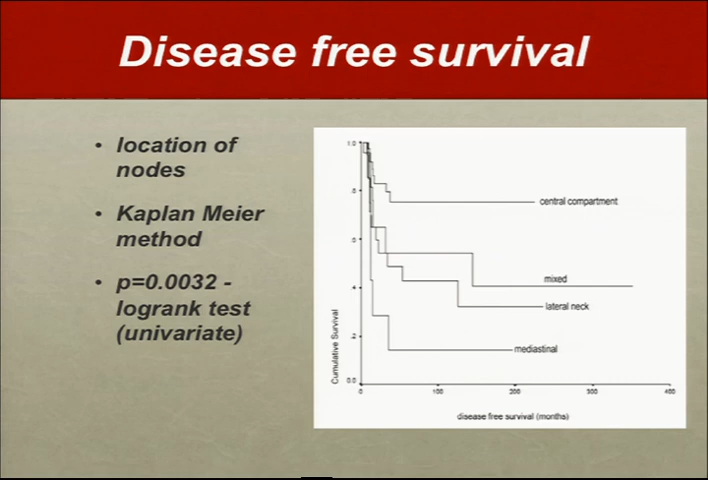 Disease free survival
• location of
nodes
• Kaplan Meier
method
• p=0.0032 -
logrank test
(univariate)
1.0
.8
.6
.4
.2
0.0
Cumulative Survival
central compartment
mixed
lateral neck
mediastinal
0
100
200
300
400
disease free survival (months)